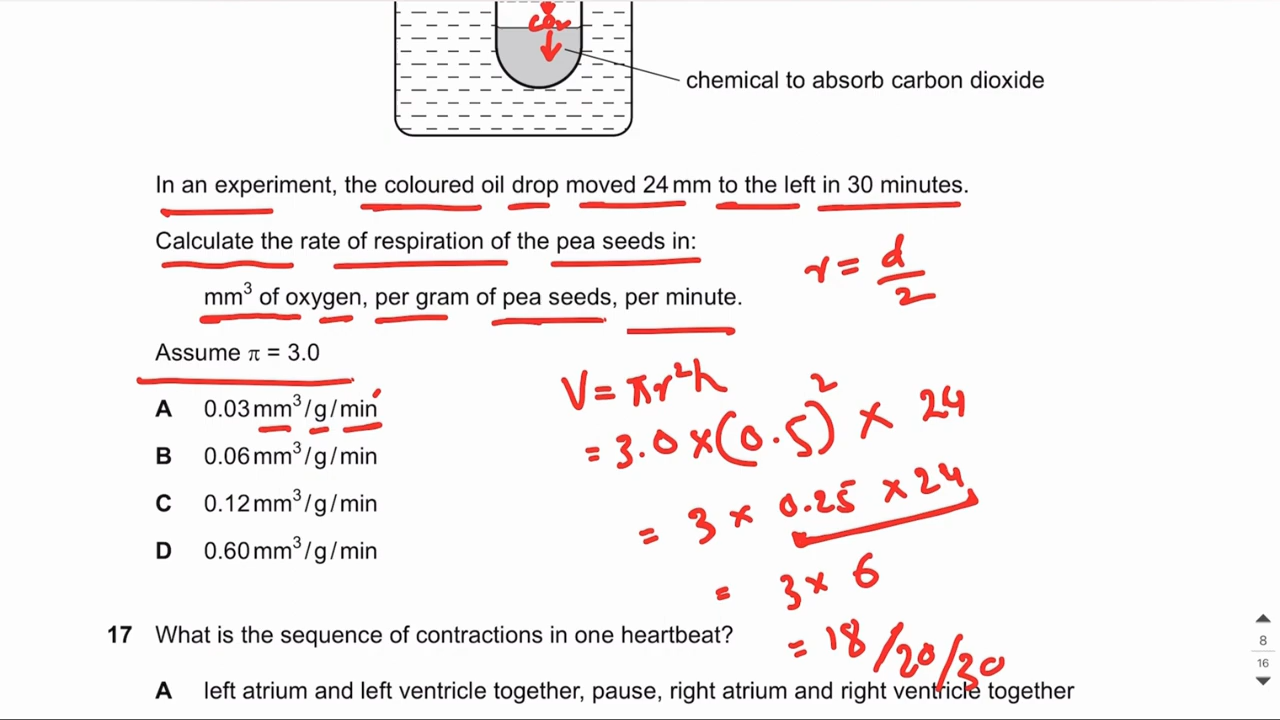 CO₂
chemical to absorb carbon dioxide
In an experiment, the coloured oil drop moved 24 mm to the left in 30 minutes.
Calculate the rate of respiration of the pea seeds in:
mm³ of oxygen, per gram of pea seeds, per minute.
r = d/2
Assume π = 3.0
A 0.03 mm³/g/min
B 0.06 mm³/g/min
C 0.12 mm³/g/min
D 0.60 mm³/g/min
V = πr²h
= 3.0 × (0.5)² × 24
= 3 × 0.25 × 24
= 3 × 6
= 18/20/30
17 What is the sequence of contractions in one heartbeat?
A left atrium and left ventricle together, pause, right atrium and right ventricle together
8
16